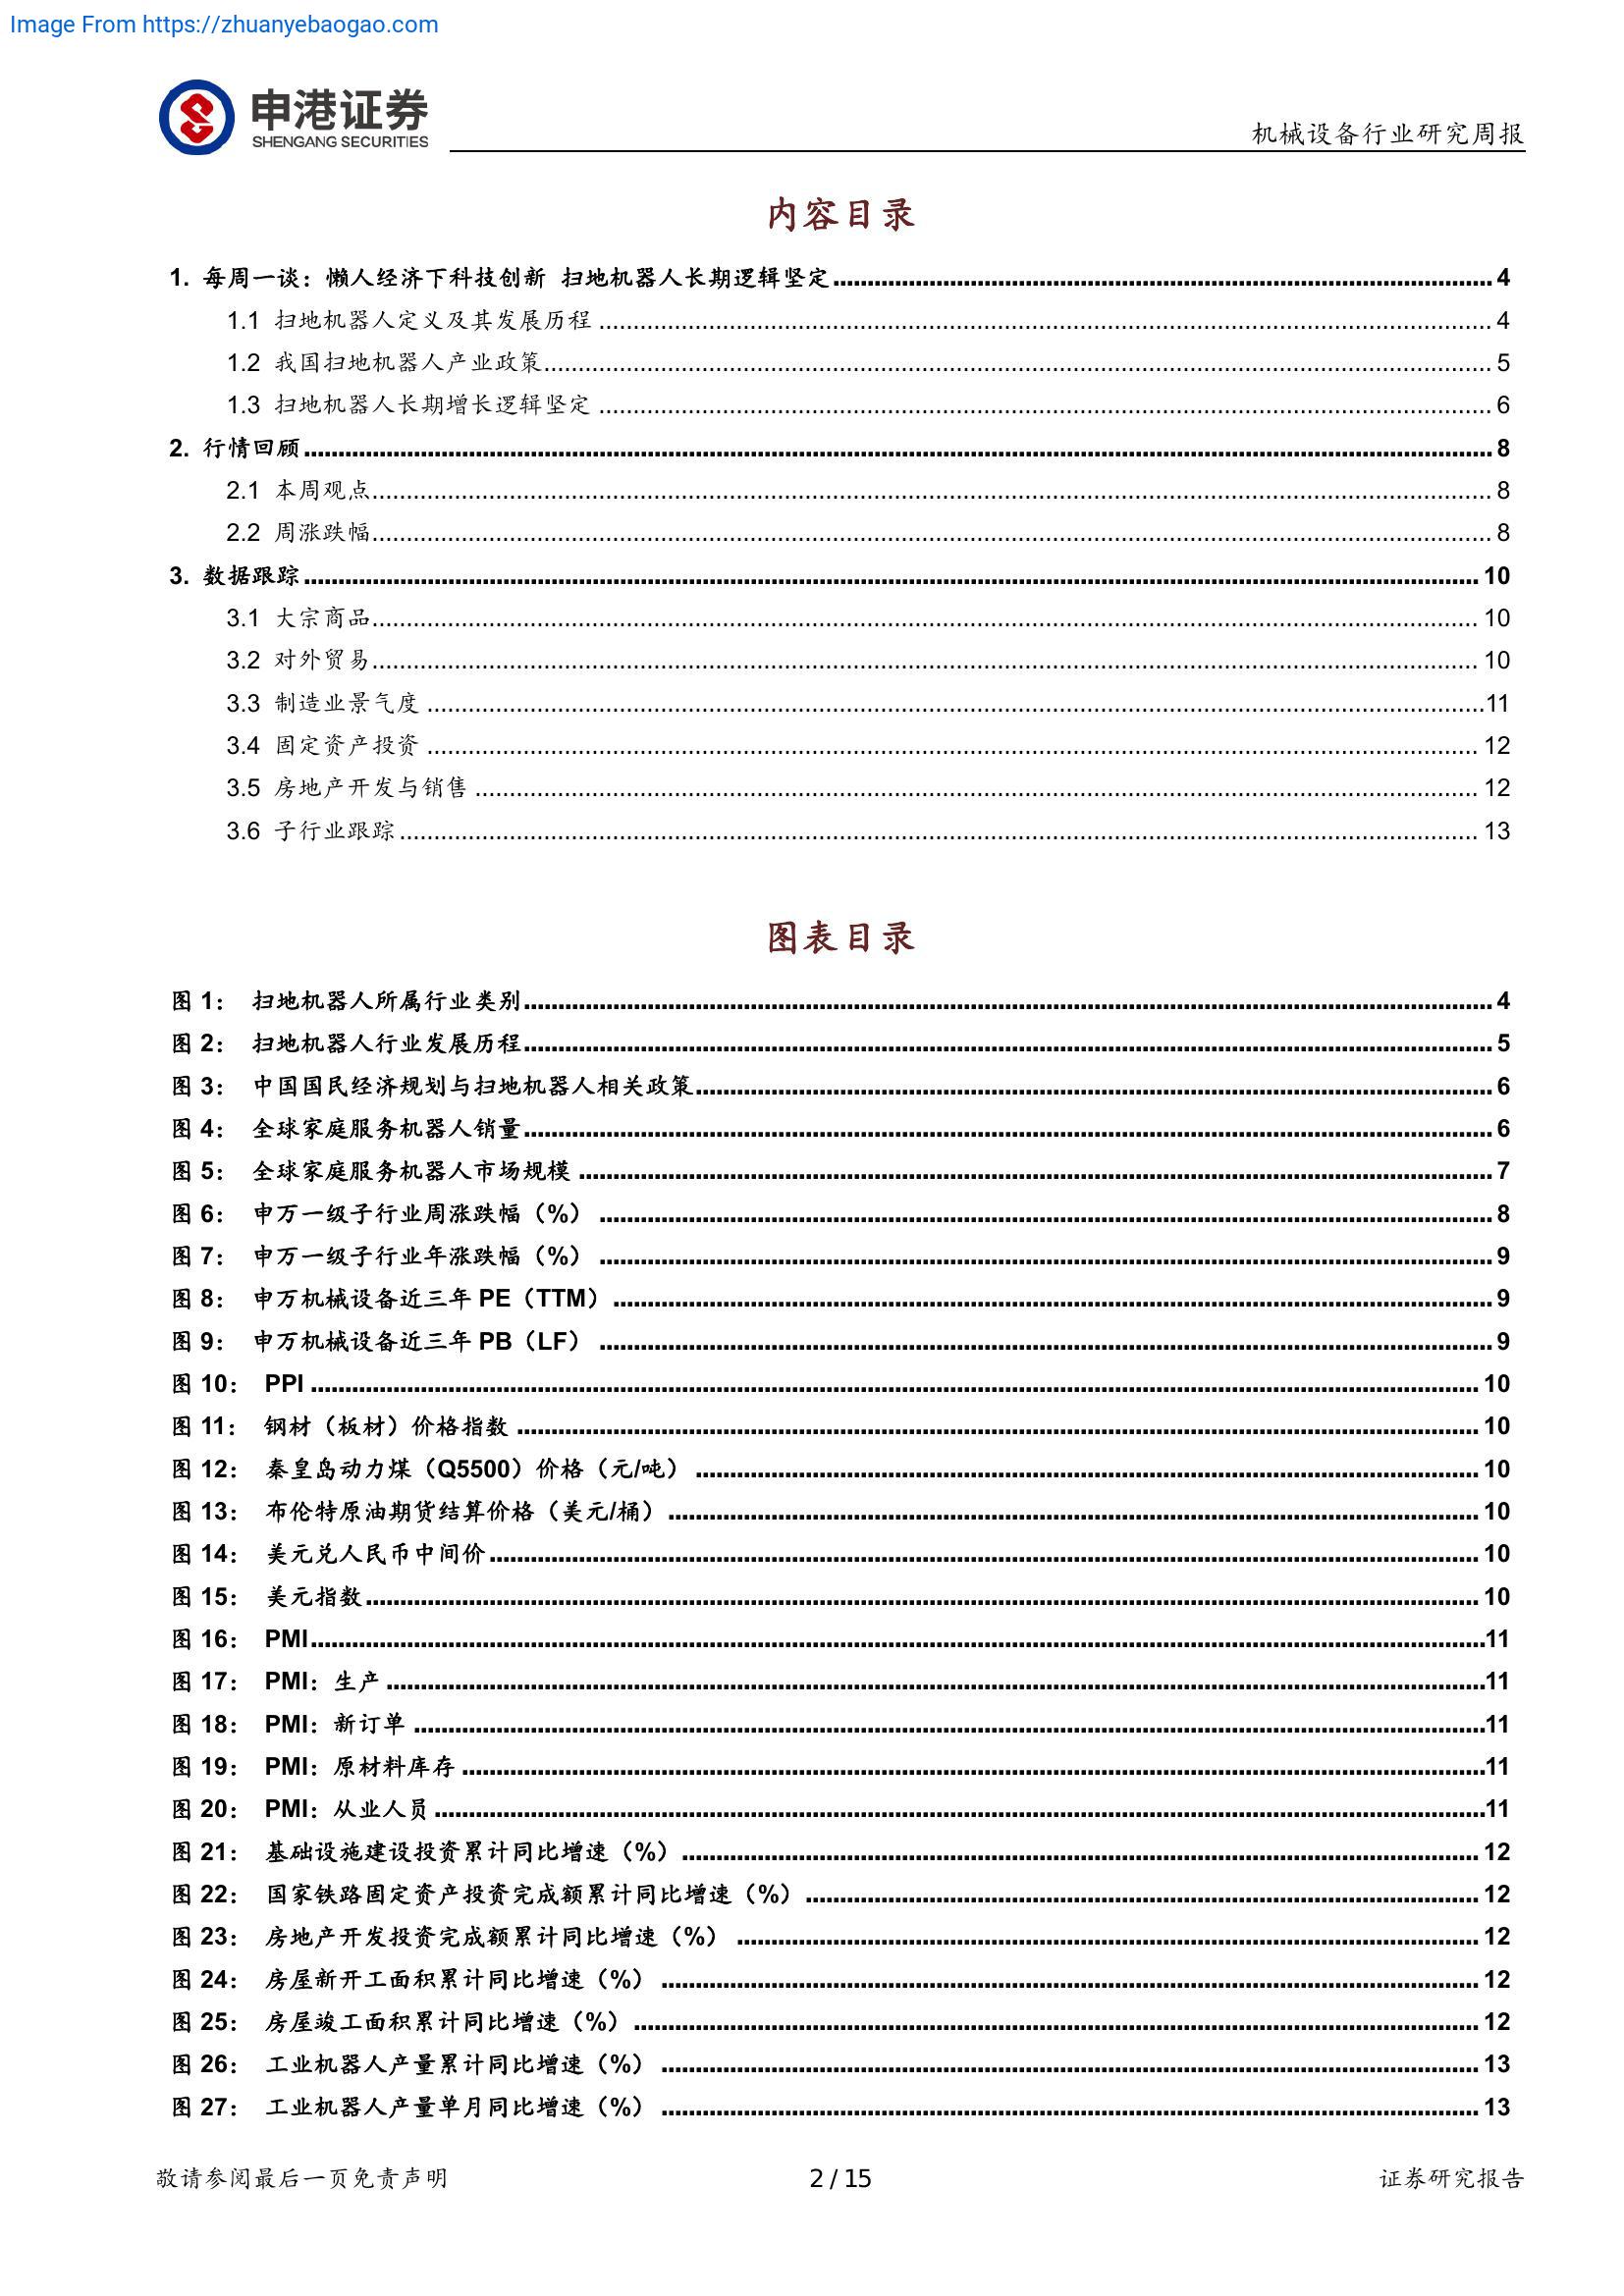 Image From https://zhuanyebaogao.com
申港证券
SHENGANG SECURITIES
机械设备行业研究周报
内容目录
1. 每周一谈：懒人经济下科技创新 扫地机器人长期逻辑坚定 4
1.1 扫地机器人定义及其发展历程 4
1.2 我国扫地机器人产业政策 5
1.3 扫地机器人长期增长逻辑坚定 6
2. 行情回顾 8
2.1 本周观点 8
2.2 周涨跌幅 8
3. 数据跟踪 10
3.1 大宗商品 10
3.2 对外贸易 10
3.3 制造业景气度 11
3.4 固定资产投资 12
3.5 房地产开发与销售 12
3.6 子行业跟踪 13
图表目录
图 1： 扫地机器人所属行业类别 4
图 2： 扫地机器人行业发展历程 5
图 3： 中国国民经济规划与扫地机器人相关政策 6
图 4： 全球家庭服务机器人销量 6
图 5： 全球家庭服务机器人市场规模 7
图 6： 申万一级子行业周涨跌幅（%） 8
图 7： 申万一级子行业年涨跌幅（%） 9
图 8： 申万机械设备近三年 PE（TTM） 9
图 9： 申万机械设备近三年 PB（LF） 9
图 10： PPI 10
图 11： 钢材（板材）价格指数 10
图 12： 秦皇岛动力煤（Q5500）价格（元/吨） 10
图 13： 布伦特原油期货结算价格（美元/桶） 10
图 14： 美元兑人民币中间价 10
图 15： 美元指数 10
图 16： PMI 11
图 17： PMI：生产 11
图 18： PMI：新订单 11
图 19： PMI：原材料库存 11
图 20： PMI：从业人员 11
图 21： 基础设施建设投资累计同比增速（%） 12
图 22： 国家铁路固定资产投资完成额累计同比增速（%） 12
图 23： 房地产开发投资完成额累计同比增速（%） 12
图 24： 房屋新开工面积累计同比增速（%） 12
图 25： 房屋竣工面积累计同比增速（%） 12
图 26： 工业机器人产量累计同比增速（%） 13
图 27： 工业机器人产量单月同比增速（%） 13
敬请参阅最后一页免责声明
2 / 15
证券研究报告